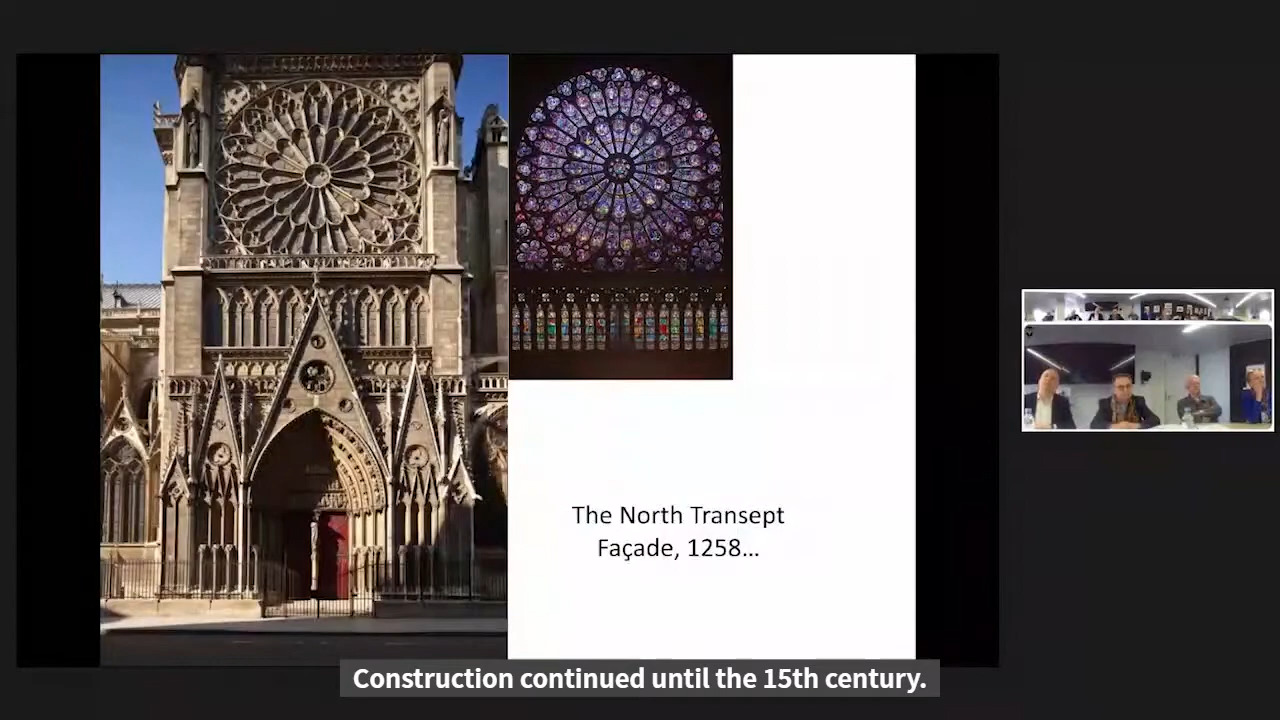 The North Transept
Façade, 1258...
Construction continued until the 15th century.